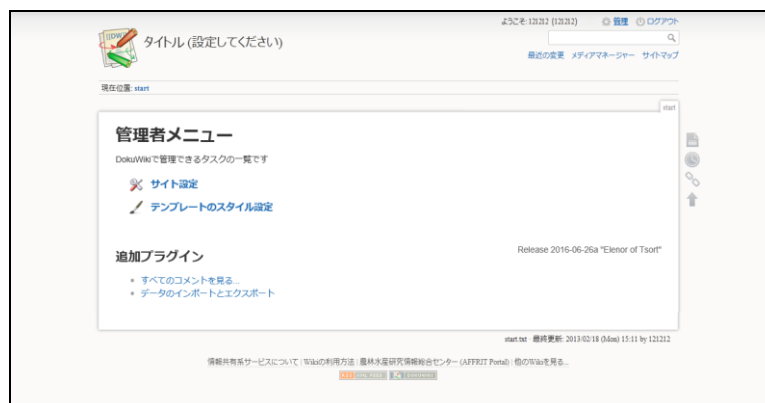 ようこそ: 121212 (121212) 管理 ログアウト
タイトル (設定してください)
最近の変更 メディアマネージャー サイトマップ
現在位置: start
start
管理者メニュー
DokuWikiで管理できるタスクの一覧です
サイト設定
テンプレートのスタイル設定
追加プラグイン
Release 2016-06-26a "Elenor of Tsort"
すべてのコメントを見る...
データのインポートとエクスポート
start.txt · 最終更新: 2013/02/18 (Mon) 15:11 by 121212
情報共有系サービスについて | Wikiの利用方法 | 農林水産研究情報総合センター (AFFRIT Portal) | 他のWikiを見る...